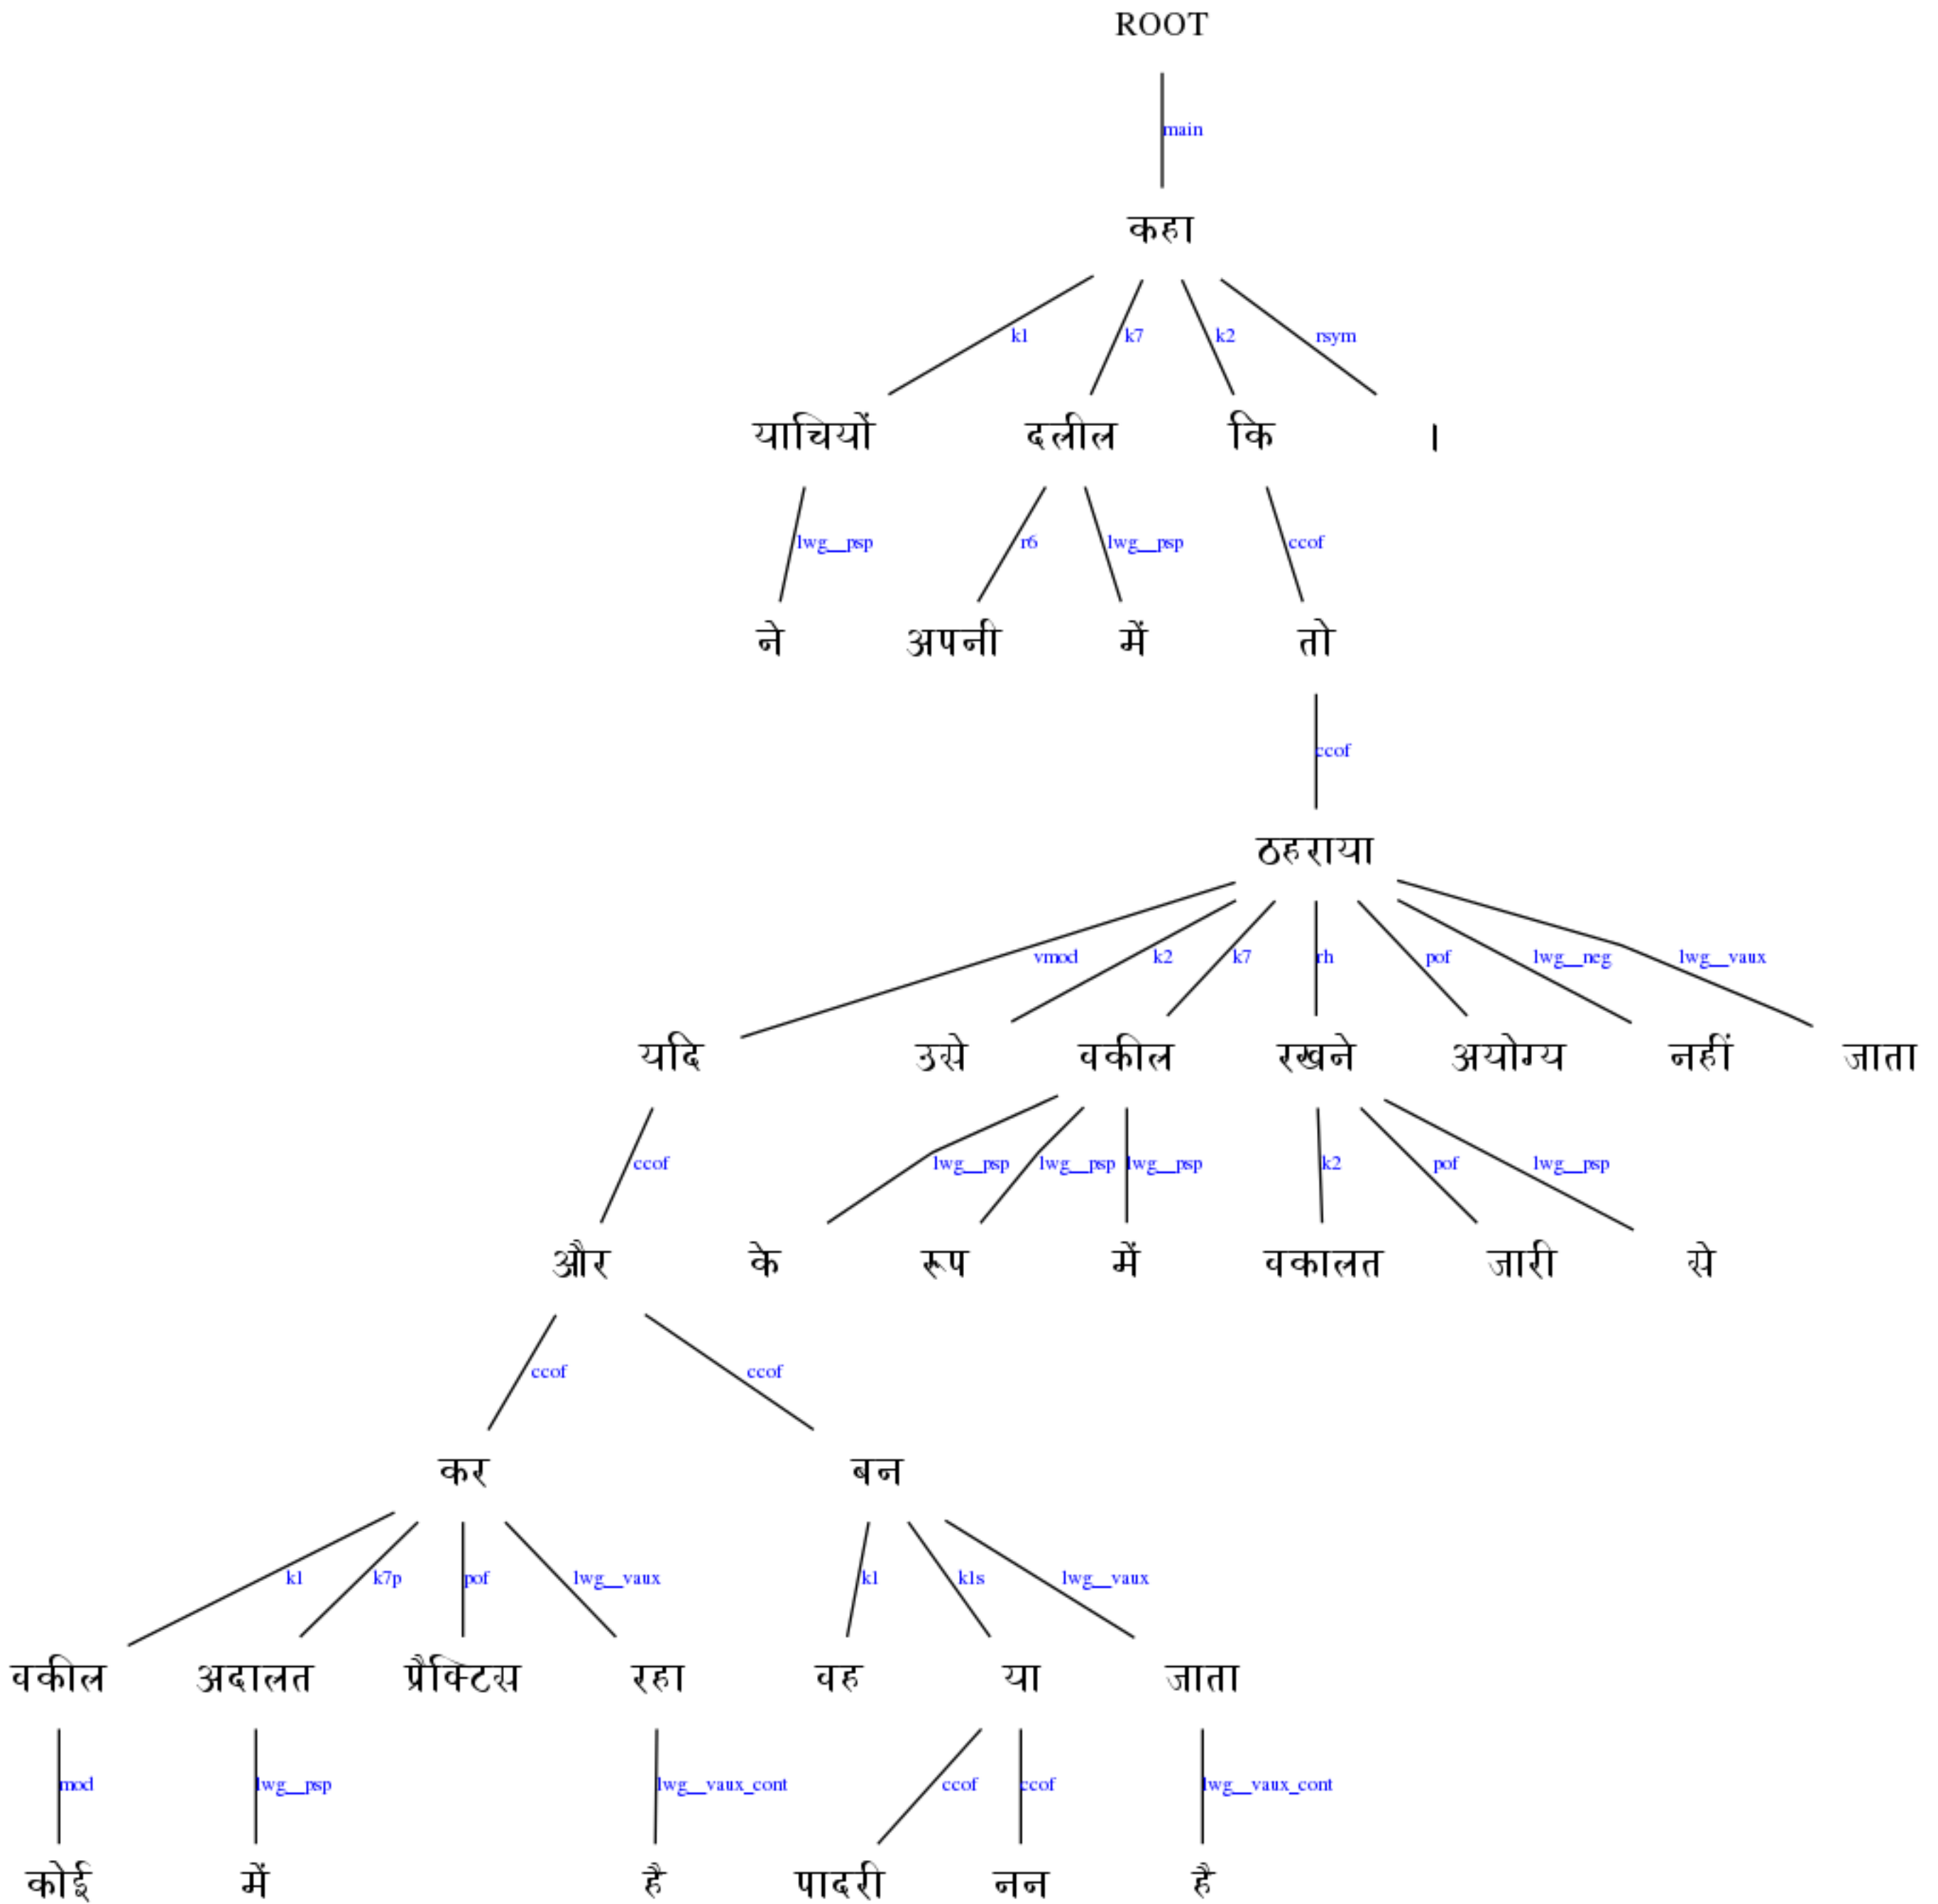 ROOT
main
कहा
k1 k7 k2 rsym
याचियों दलील कि ।
lwg__psp r6 lwg__psp ccof
ने अपनी में तो
ccof
ठहराया
vmod k2 k7 rh pof lwg__neg lwg__vaux
यदि उसे वकील रखने अयोग्य नहीं जाता
ccof lwg__psp lwg__psp lwg__psp k2 pof lwg__psp
और के रूप में वकालत जारी से
ccof ccof
कर बन
k1 k7p pof lwg__vaux k1 k1s lwg__vaux
वकील अदालत प्रैक्टिस रहा वह या जाता
mod lwg__psp lwg__vaux_cont ccof ccof lwg__vaux_cont
कोई में है पादरी नन है